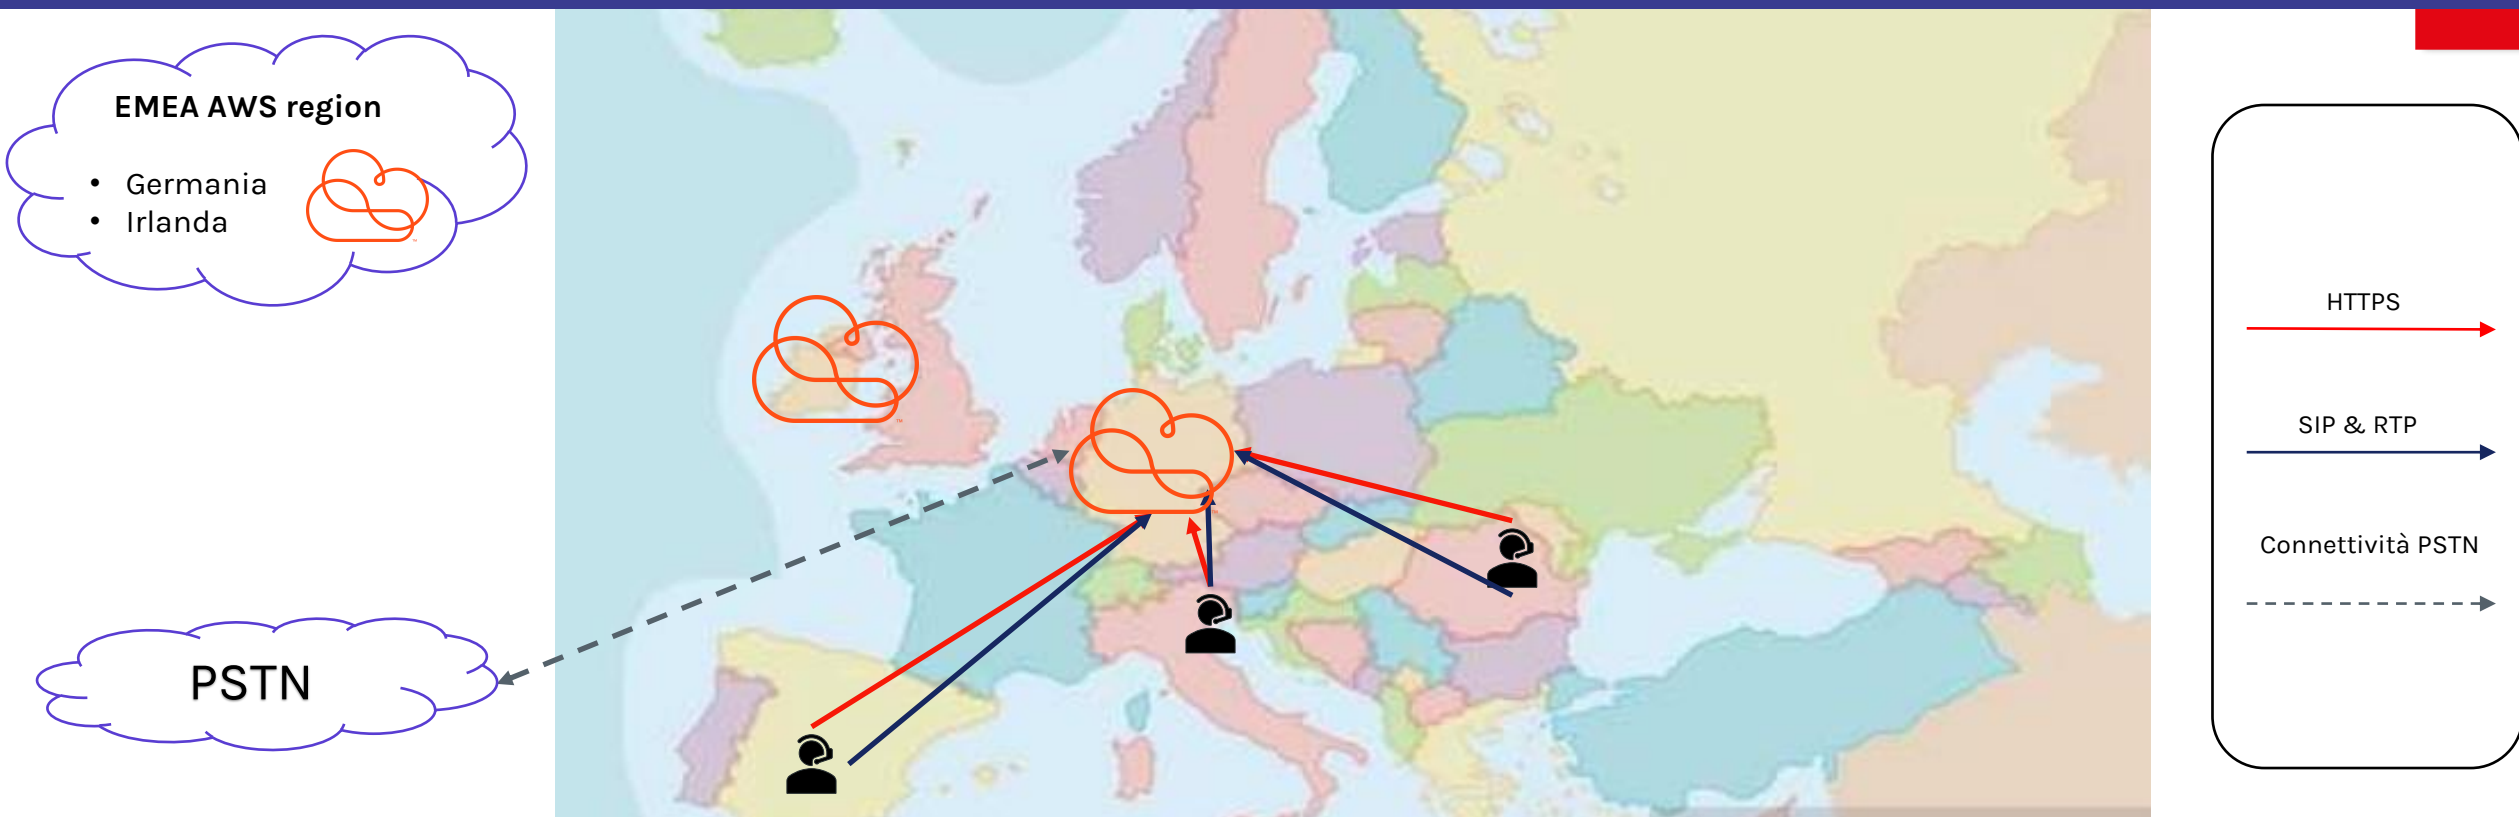 EMEA AWS region
• Germania
• Irlanda
PSTN
HTTPS
SIP & RTP
Connettività PSTN